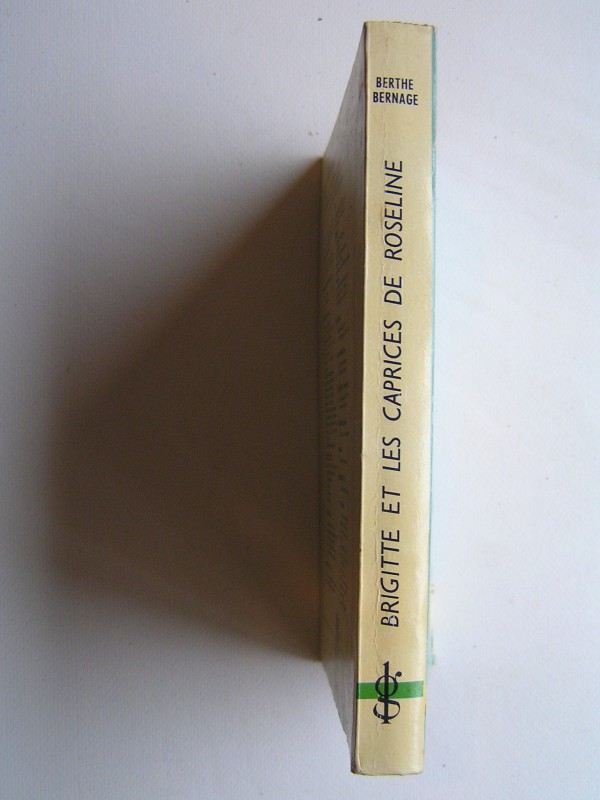 BERTHE
BERNAGE
BRIGITTE ET LES CAPRICES DE ROSELINE